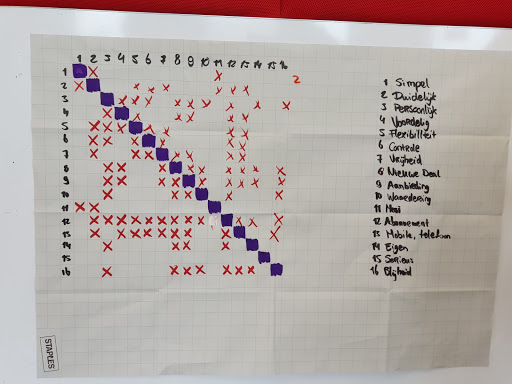 1 2 3 4 5 6 7 8 9 10 11 12 13 14 15 16
2
1
2
3
4
5
6
7
8
9
10
11
12
13
14
15
16
1 Simpel
2 Duidelijk
3 Persoonlijk
4 Voordelig
5 Flexibiliteit
6 Controle
7 Vrijheid
8 Nieuwe Deal
9 Aanbieding
10 Waardering
11 Mooi
12 Abonnement
13 Mobile, telefoon
14 Eigen
15
16
STAPLES